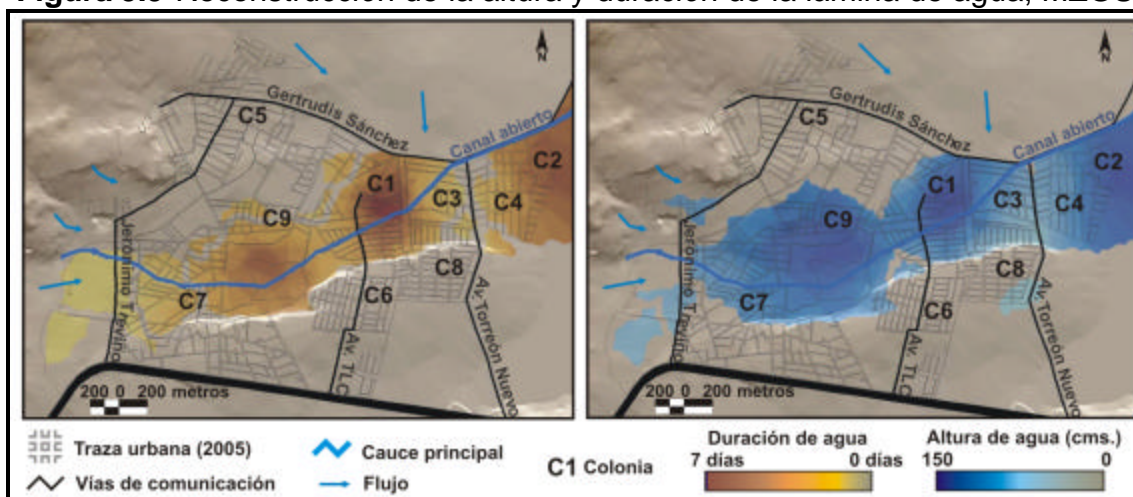 Figura 3.3 Reconstrucción de la altura y duración de la lámina de agua,
N
Gertrudis Sánchez
Canal abierto
C5
C2
C1
C3
C4
C9
C8
C7
C6
Jerónimo Treviño
Av. TLC
Av. Torreón Nuevo
200 0 200 metros
N
Gertrudis Sánchez
Canal abierto
C5
C2
C1
C3
C4
C9
C8
C7
C6
Jerónimo Treviño
Av. TLC
Av. Torreón Nuevo
200 0 200 metros
Traza urbana (2005)
Vías de comunicación
Cauce principal
Flujo
C1 Colonia
Duración de agua
7 días 0 días
Altura de agua (cms.)
150 0